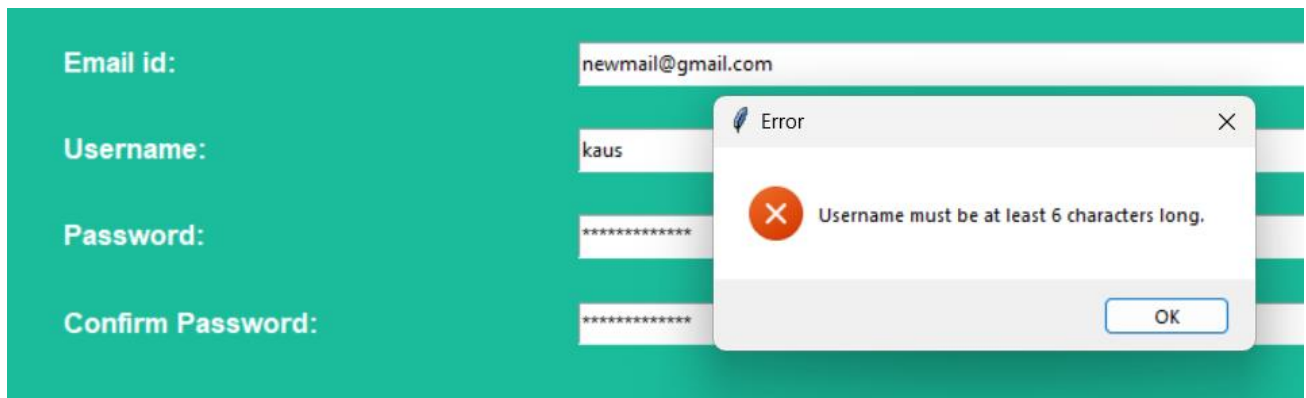 Email id:
newmail@gmail.com
Error
Username:
kaus
Username must be at least 6 characters long.
Password:
*************
Confirm Password:
*************
OK